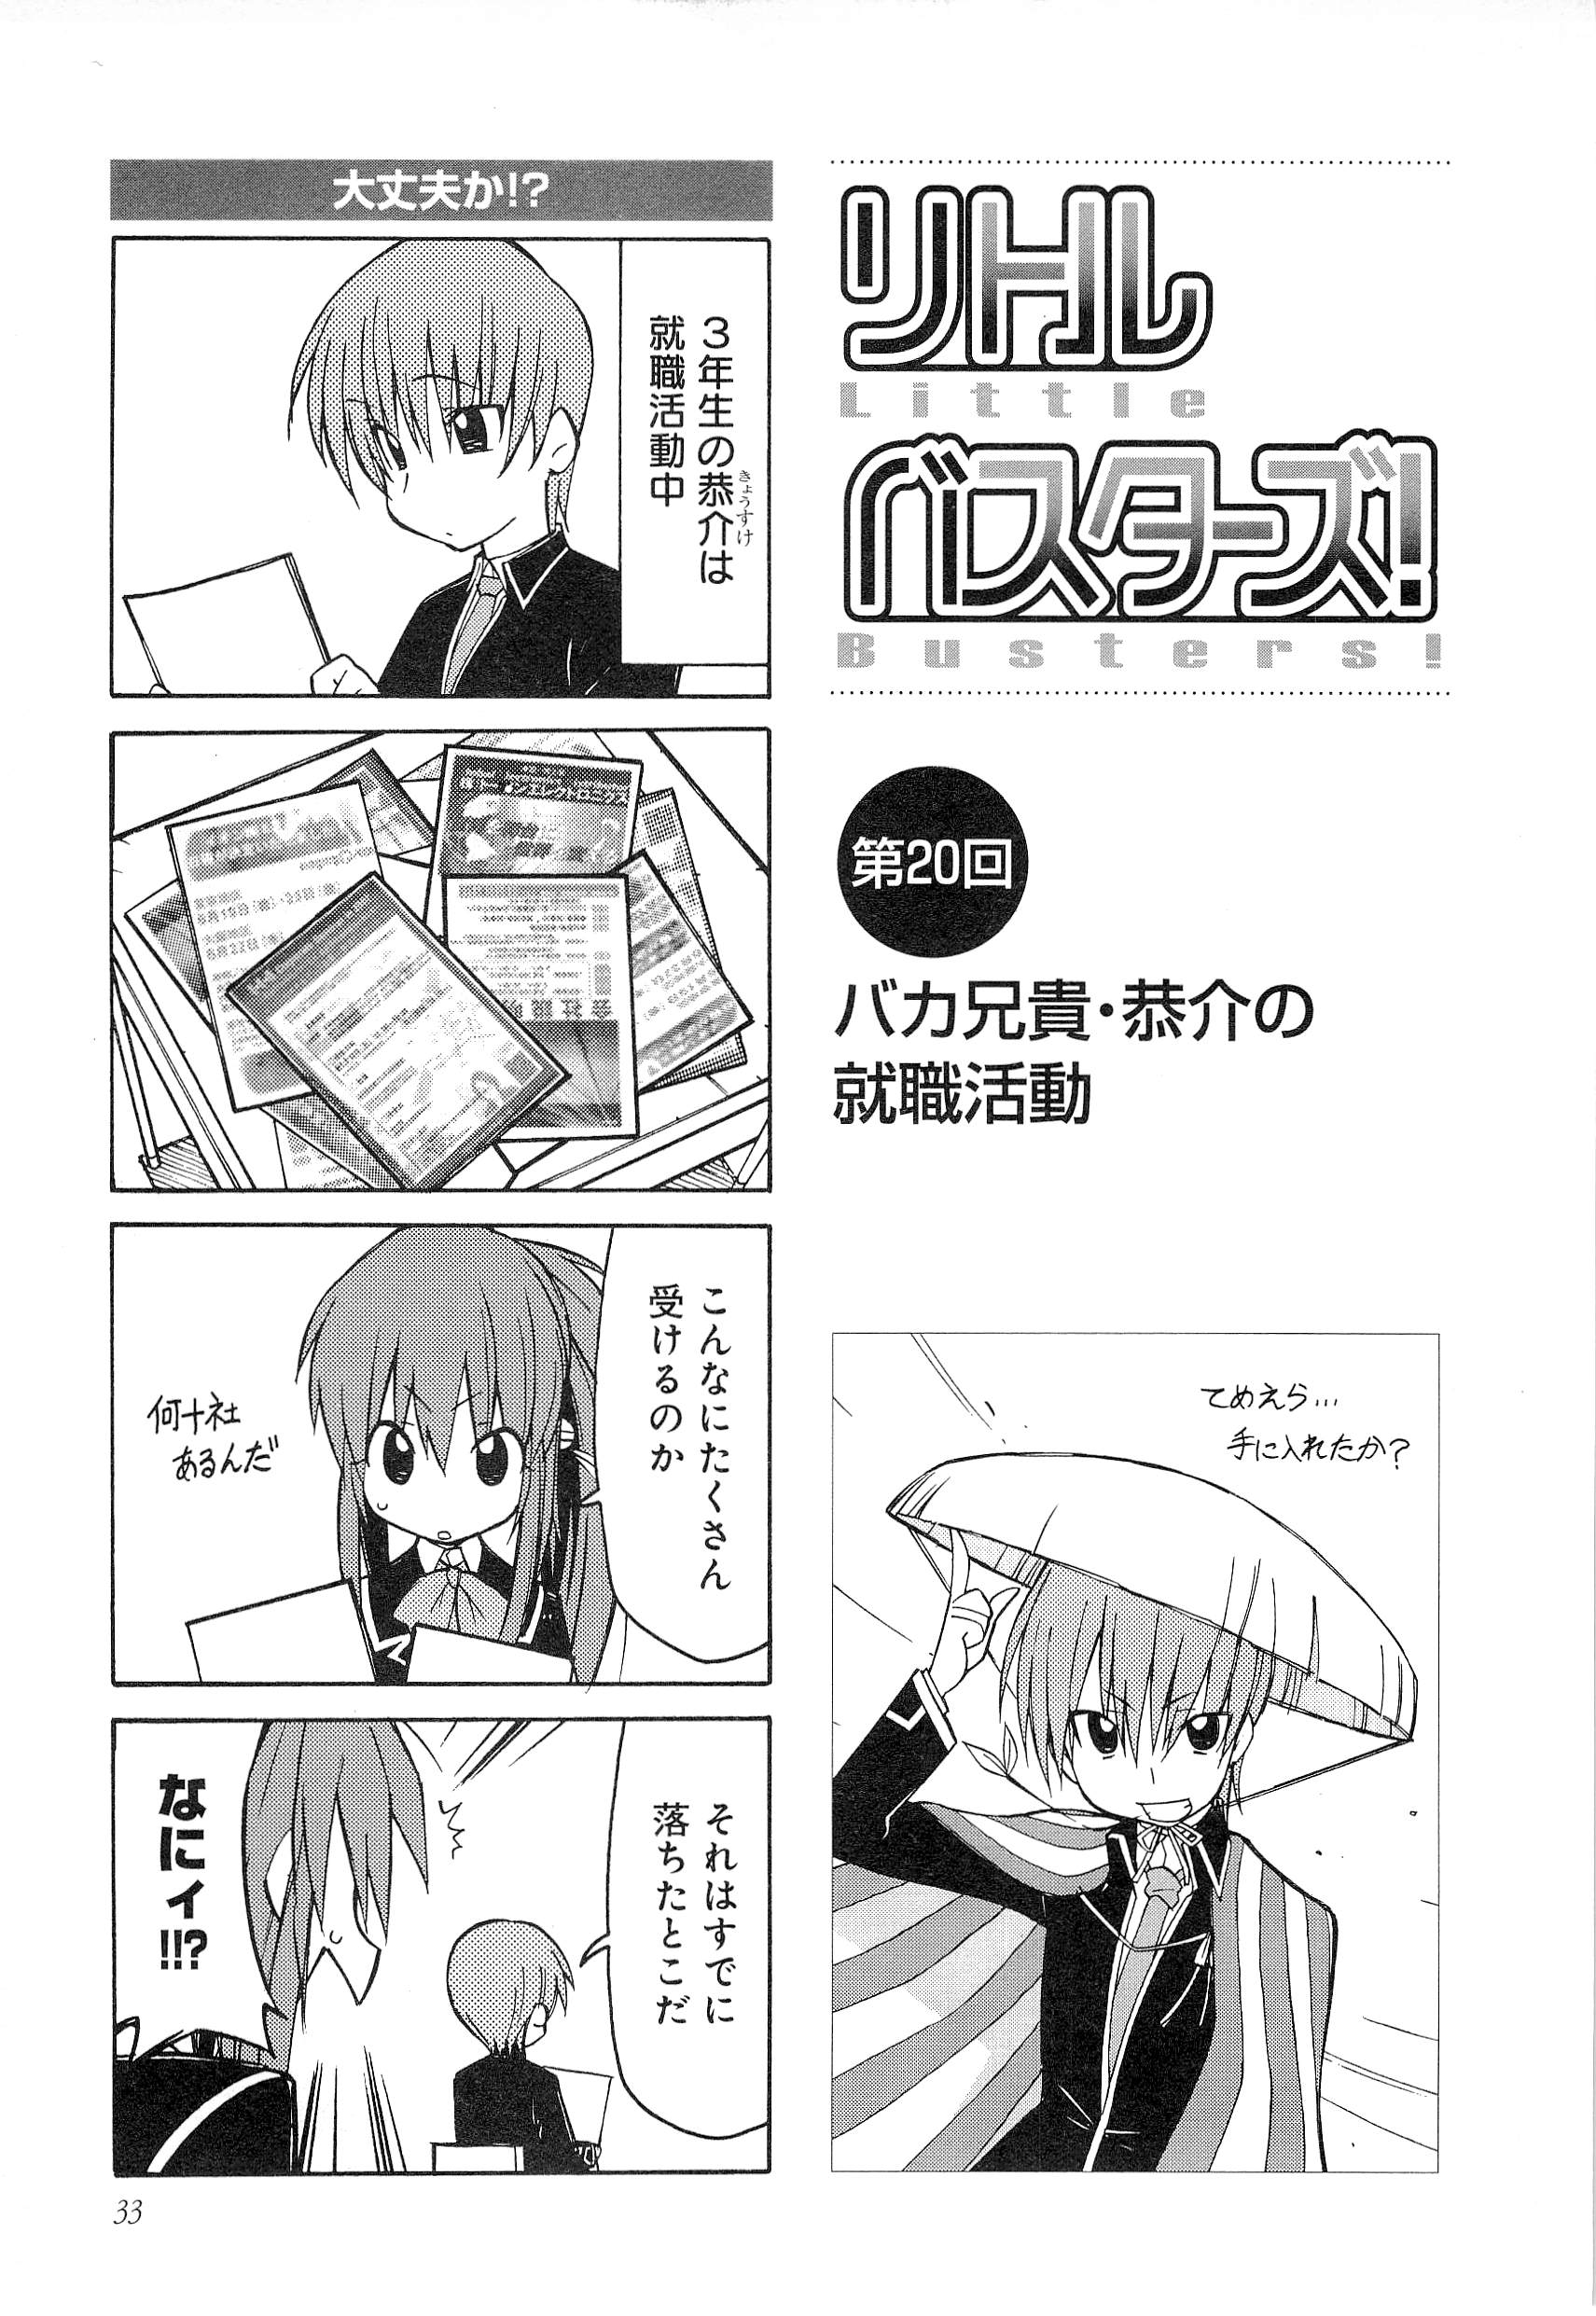 リトル
Little
バスターズ!
Busters!
第20回
バカ兄貴・恭介の
就職活動
てめえら…
手に入れたか?
大丈夫か!?
3年生の恭介は
きょうすけ
就職活動中
こんなにたくさん
受けるのか
何十社
あるんだ
それはすでに
落ちたとこだ
なにィ!!?
33